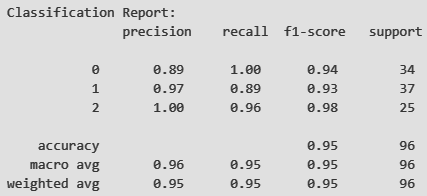 Classification Report:
precision recall f1-score support
0 0.89 1.00 0.94 34
1 0.97 0.89 0.93 37
2 1.00 0.96 0.98 25
accuracy 0.95 96
macro avg 0.96 0.95 0.95 96
weighted avg 0.95 0.95 0.95 96